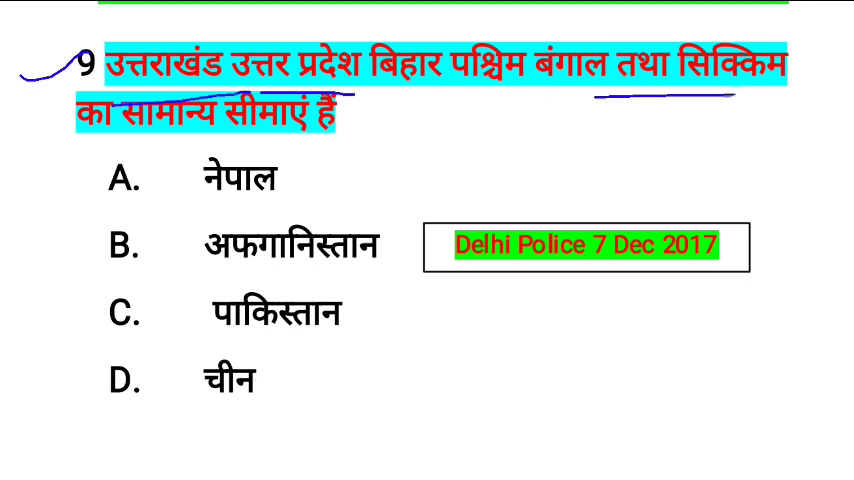 9 उत्तराखंड उत्तर प्रदेश बिहार पश्चिम बंगाल तथा सिक्किम
का सामान्य सीमाएं हैं
A. नेपाल
B. अफगानिस्तान
Delhi Police 7 Dec 2017
C. पाकिस्तान
D. चीन